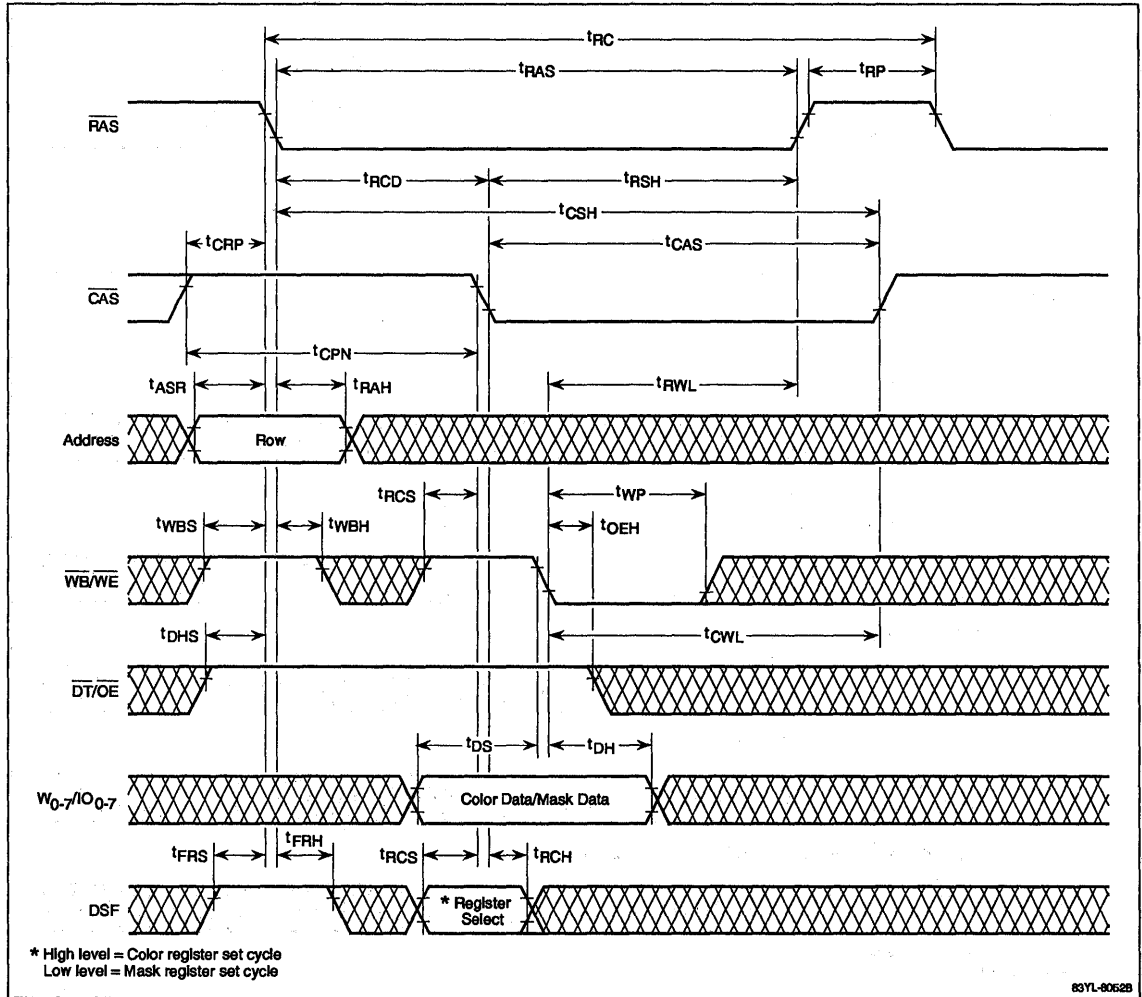 tRC
tRAS
tRP
RAS
tRCD
tRSH
tCSH
tCRP
tCAS
CAS
tCPN
tASR
tRAH
tRWL
Address
Row
tRCS
tWP
tWBS
tWBH
tOEH
WB/WE
tDHS
tCWL
DT/OE
tDS
tDH
W0-7/IO0-7
Color Data/Mask Data
tFRS
tFRH
tRCS
tRCH
DSF
* Register
Select
* High level = Color register set cycle
Low level = Mask register set cycle
83YL-8052B